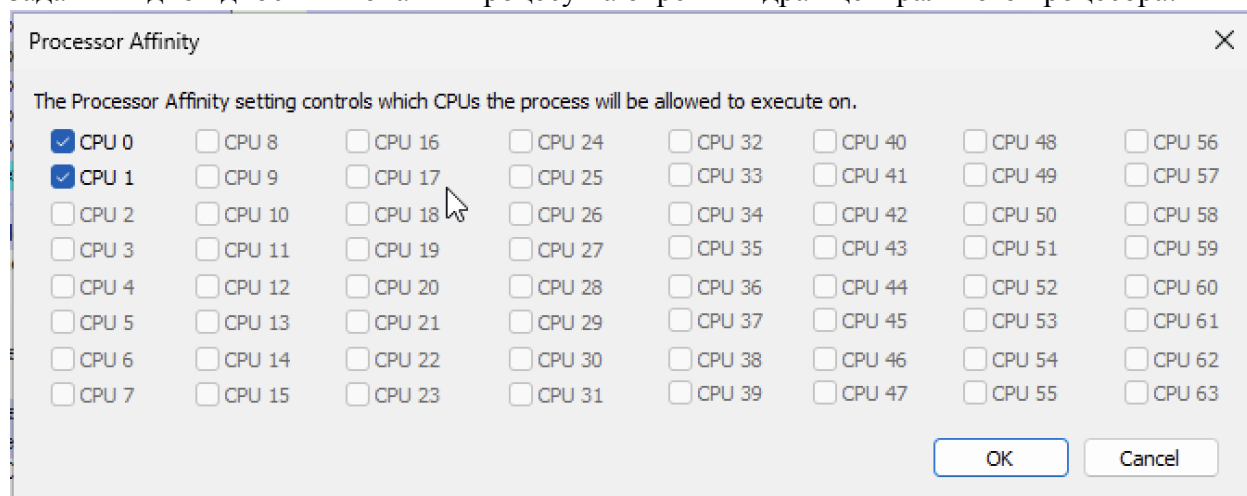 Processor Affinity
The Processor Affinity setting controls which CPUs the process will be allowed to execute on.
CPU 0 CPU 8 CPU 16 CPU 24 CPU 32 CPU 40 CPU 48 CPU 56
CPU 1 CPU 9 CPU 17 CPU 25 CPU 33 CPU 41 CPU 49 CPU 57
CPU 2 CPU 10 CPU 18 CPU 26 CPU 34 CPU 42 CPU 50 CPU 58
CPU 3 CPU 11 CPU 19 CPU 27 CPU 35 CPU 43 CPU 51 CPU 59
CPU 4 CPU 12 CPU 20 CPU 28 CPU 36 CPU 44 CPU 52 CPU 60
CPU 5 CPU 13 CPU 21 CPU 29 CPU 37 CPU 45 CPU 53 CPU 61
CPU 6 CPU 14 CPU 22 CPU 30 CPU 38 CPU 46 CPU 54 CPU 62
CPU 7 CPU 15 CPU 23 CPU 31 CPU 39 CPU 47 CPU 55 CPU 63
OK Cancel